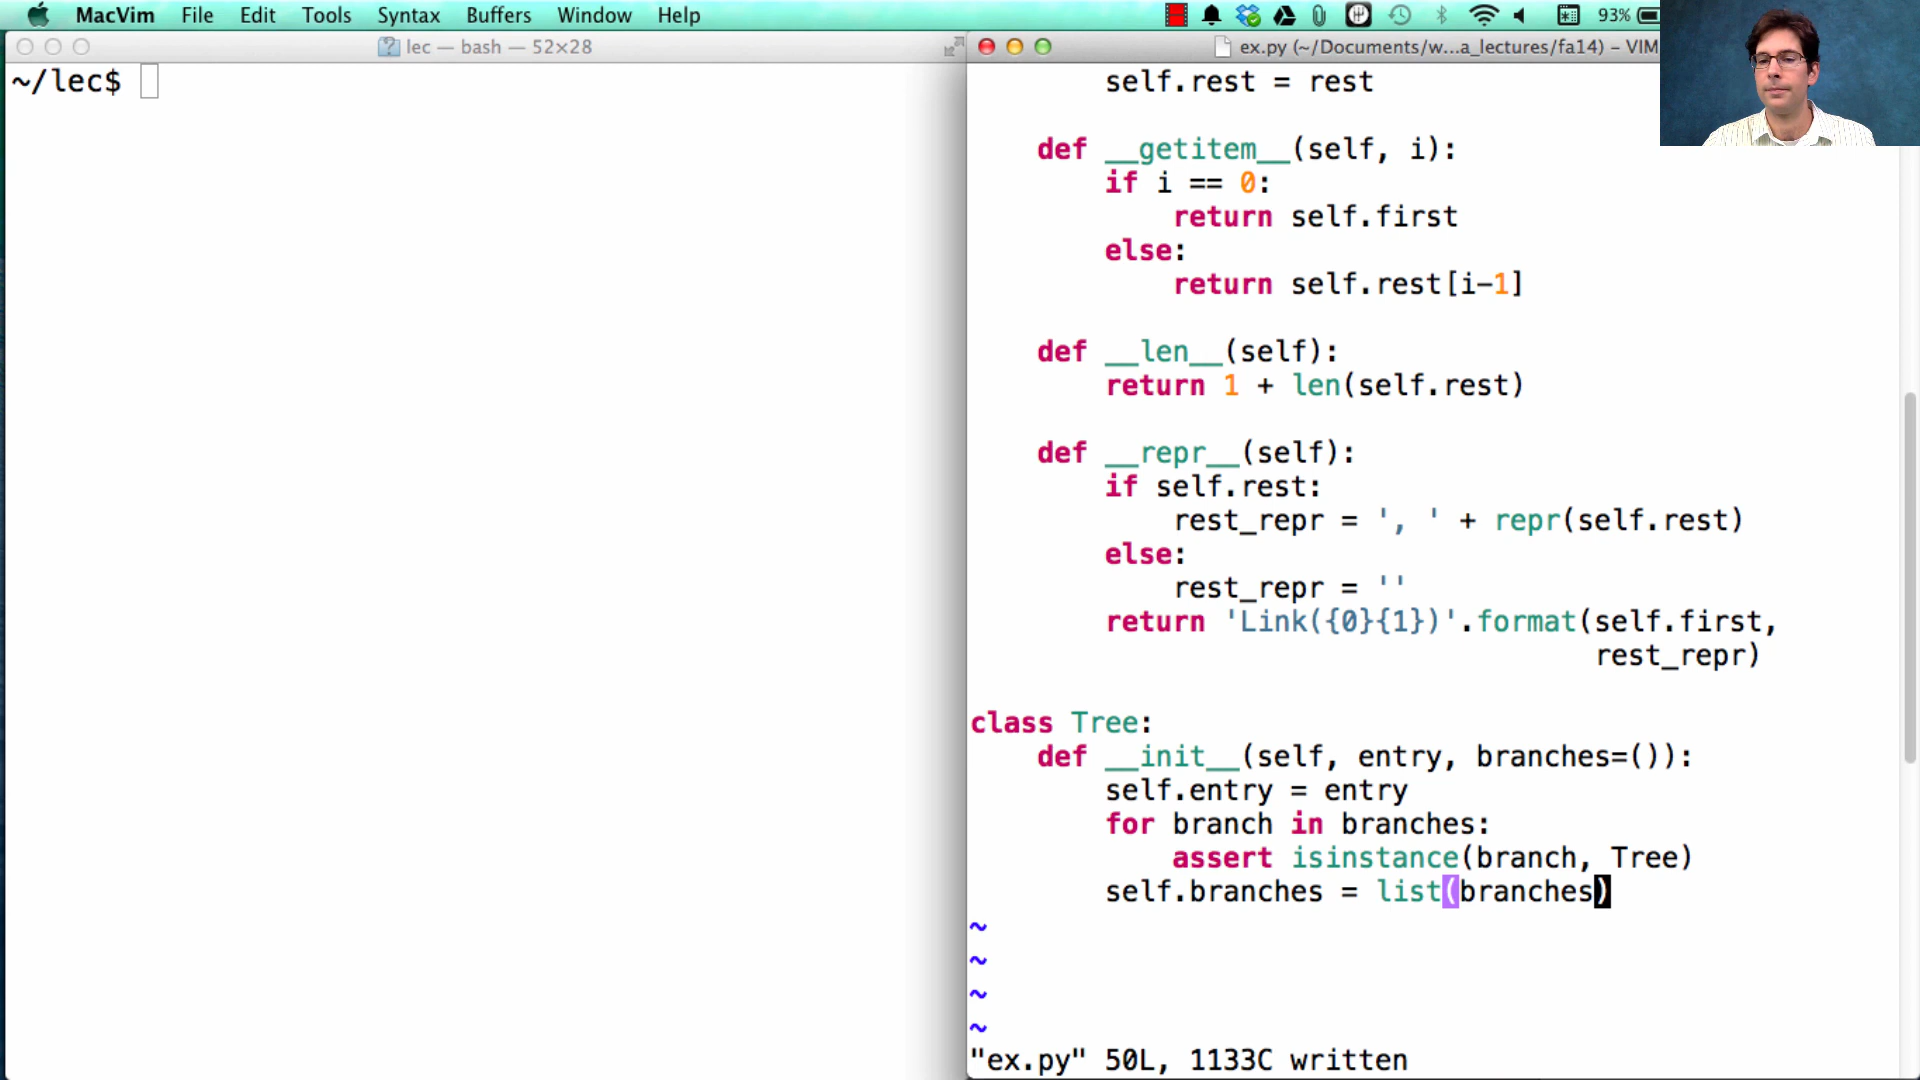 MacVim File Edit Tools Syntax Buffers Window Help 93%
lec — bash — 52×28
~/lec$
ex.py (~/Documents/w...a_lectures/fa14) – VIM
self.rest = rest
def __getitem__(self, i):
if i == 0:
return self.first
else:
return self.rest[i-1]
def __len__(self):
return 1 + len(self.rest)
def __repr__(self):
if self.rest:
rest_repr = ', ' + repr(self.rest)
else:
rest_repr = ''
return 'Link({0}{1})'.format(self.first,
rest_repr)
class Tree:
def __init__(self, entry, branches=()):
self.entry = entry
for branch in branches:
assert isinstance(branch, Tree)
self.branches = list(branches)
~
~
~
~
"ex.py" 50L, 1133C written